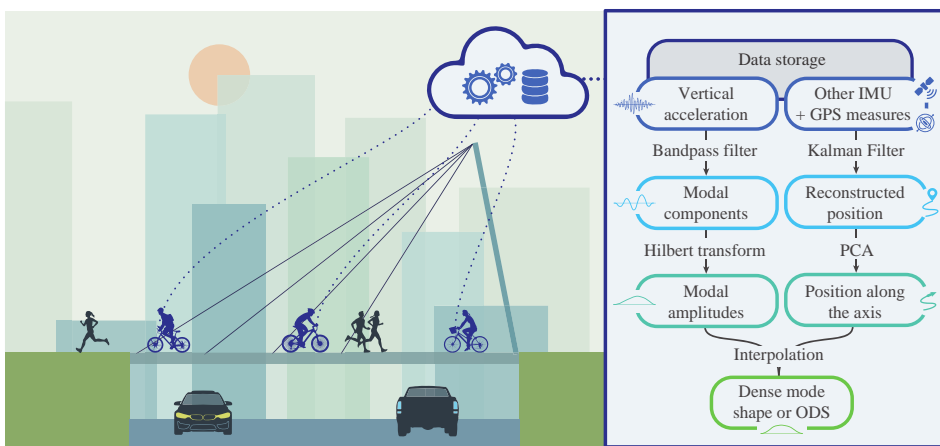 Data storage
Vertical
acceleration
Other IMU
+ GPS measures
Bandpass filter
Kalman Filter
Modal
components
Reconstructed
position
Hilbert transform
PCA
Modal
amplitudes
Position along
the axis
Interpolation
Dense mode
shape or ODS